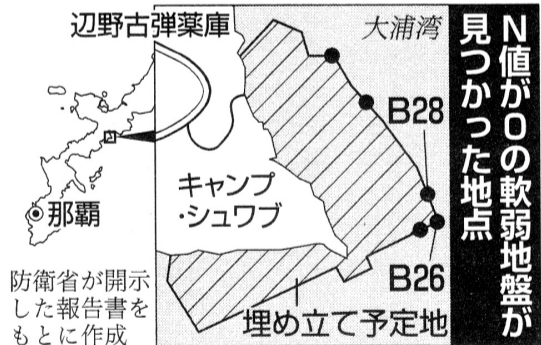 N値が0の軟弱地盤が
見つかった地点
辺野古弾薬庫
大浦湾
B28
キャンプ
・シュワブ
那覇
B26
埋め立て予定地
防衛省が開示
した報告書を
もとに作成